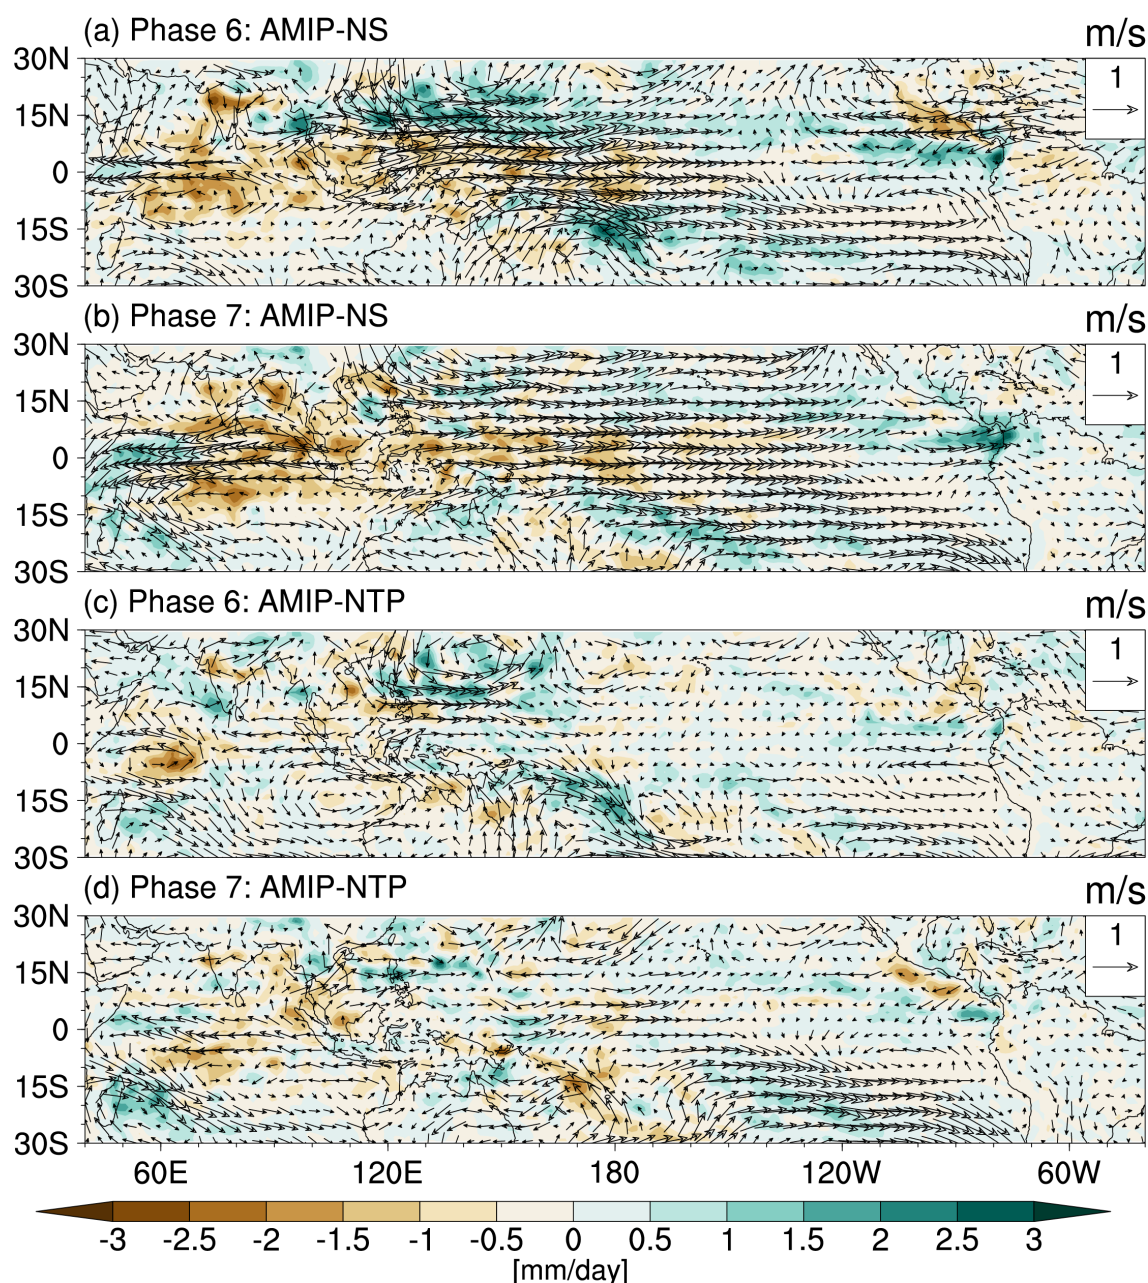 (a) Phase 6: AMIP-NS
m/s
30N
15N
0
15S
30S
1
(b) Phase 7: AMIP-NS
m/s
30N
15N
0
15S
30S
1
(c) Phase 6: AMIP-NTP
m/s
30N
15N
0
15S
30S
1
(d) Phase 7: AMIP-NTP
m/s
30N
15N
0
15S
30S
1
60E 120E 180 120W 60W
-3 -2.5 -2 -1.5 -1 -0.5 0 0.5 1 1.5 2 2.5 3
[mm/day]